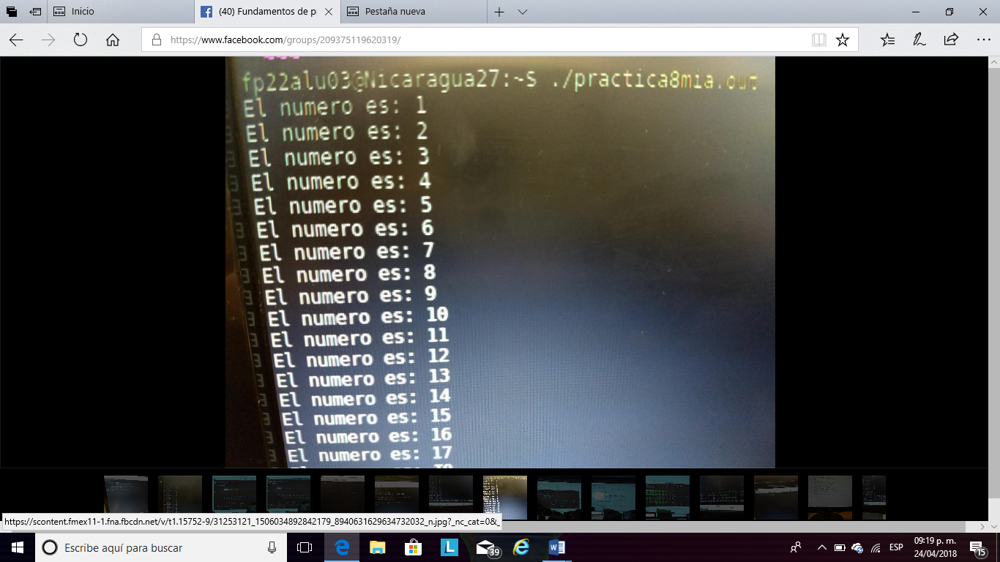 Inicio
(40) Fundamentos de p
Pestaña nueva
https://www.facebook.com/groups/209375119620319/
fp22alu03@Nicaragua27:~$ ./practica8mia.out
El numero es: 1
El numero es: 2
El numero es: 3
El numero es: 4
El numero es: 5
El numero es: 6
El numero es: 7
El numero es: 8
El numero es: 9
El numero es: 10
El numero es: 11
El numero es: 12
El numero es: 13
El numero es: 14
El numero es: 15
El numero es: 16
El numero es: 17
https://scontent.fmex11-1.fna.fbcdn.net/v/t1.15752-9/31253121_1506034892842179_8940631629634732032_n.jpg?_nc_cat=0&_
Escribe aquí para buscar
L
39
W
ESP
09:19 p. m.
24/04/2018
15